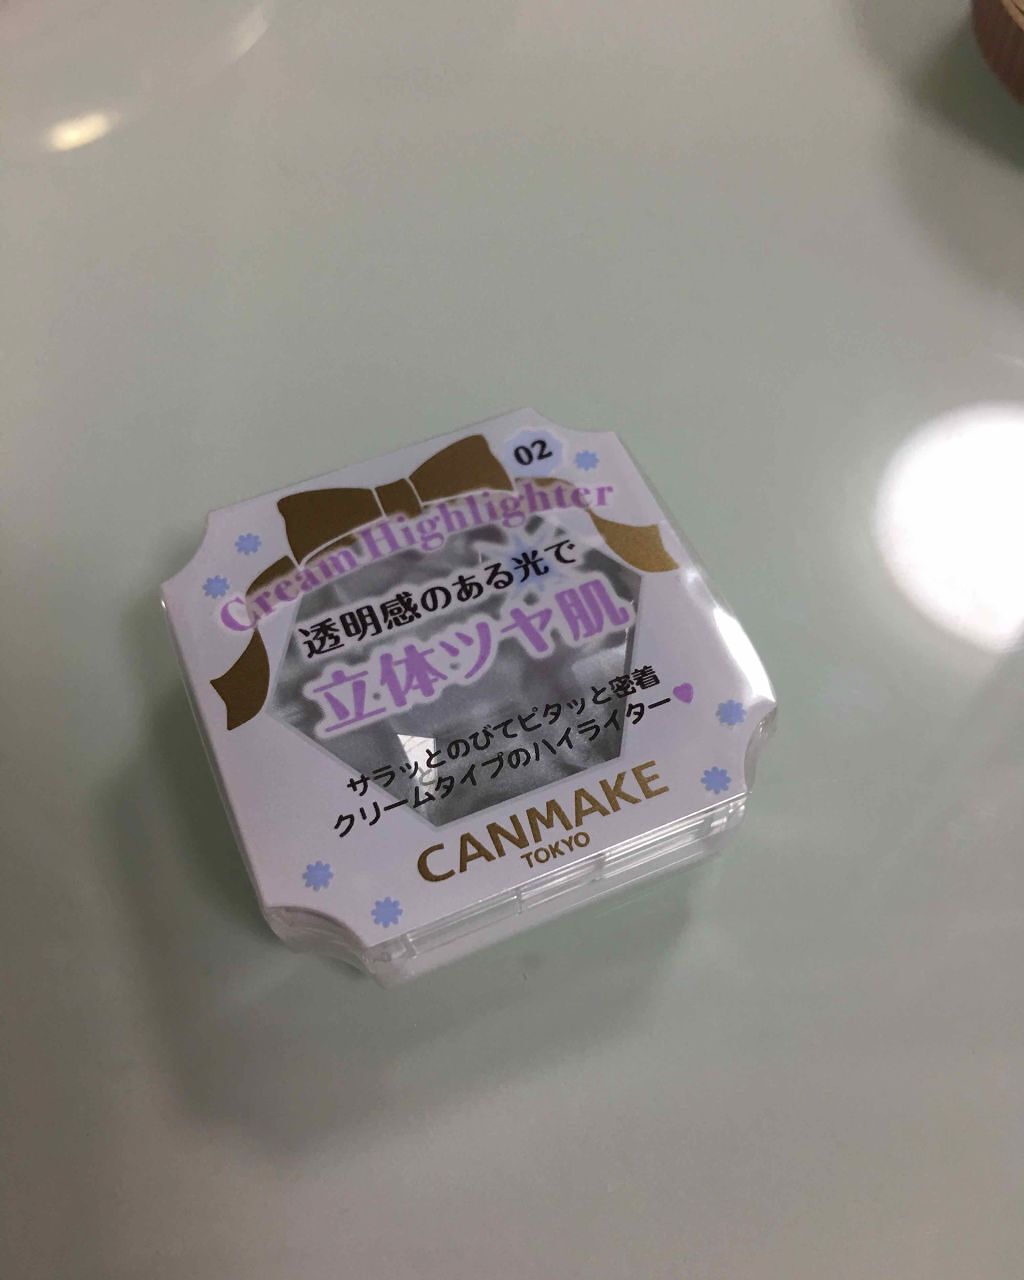 02
Cream Highlighter
透明感のある光で
立体ツヤ肌
サラッとのびてピタッと密着
クリームタイプのハイライター♥
CANMAKE
TOKYO